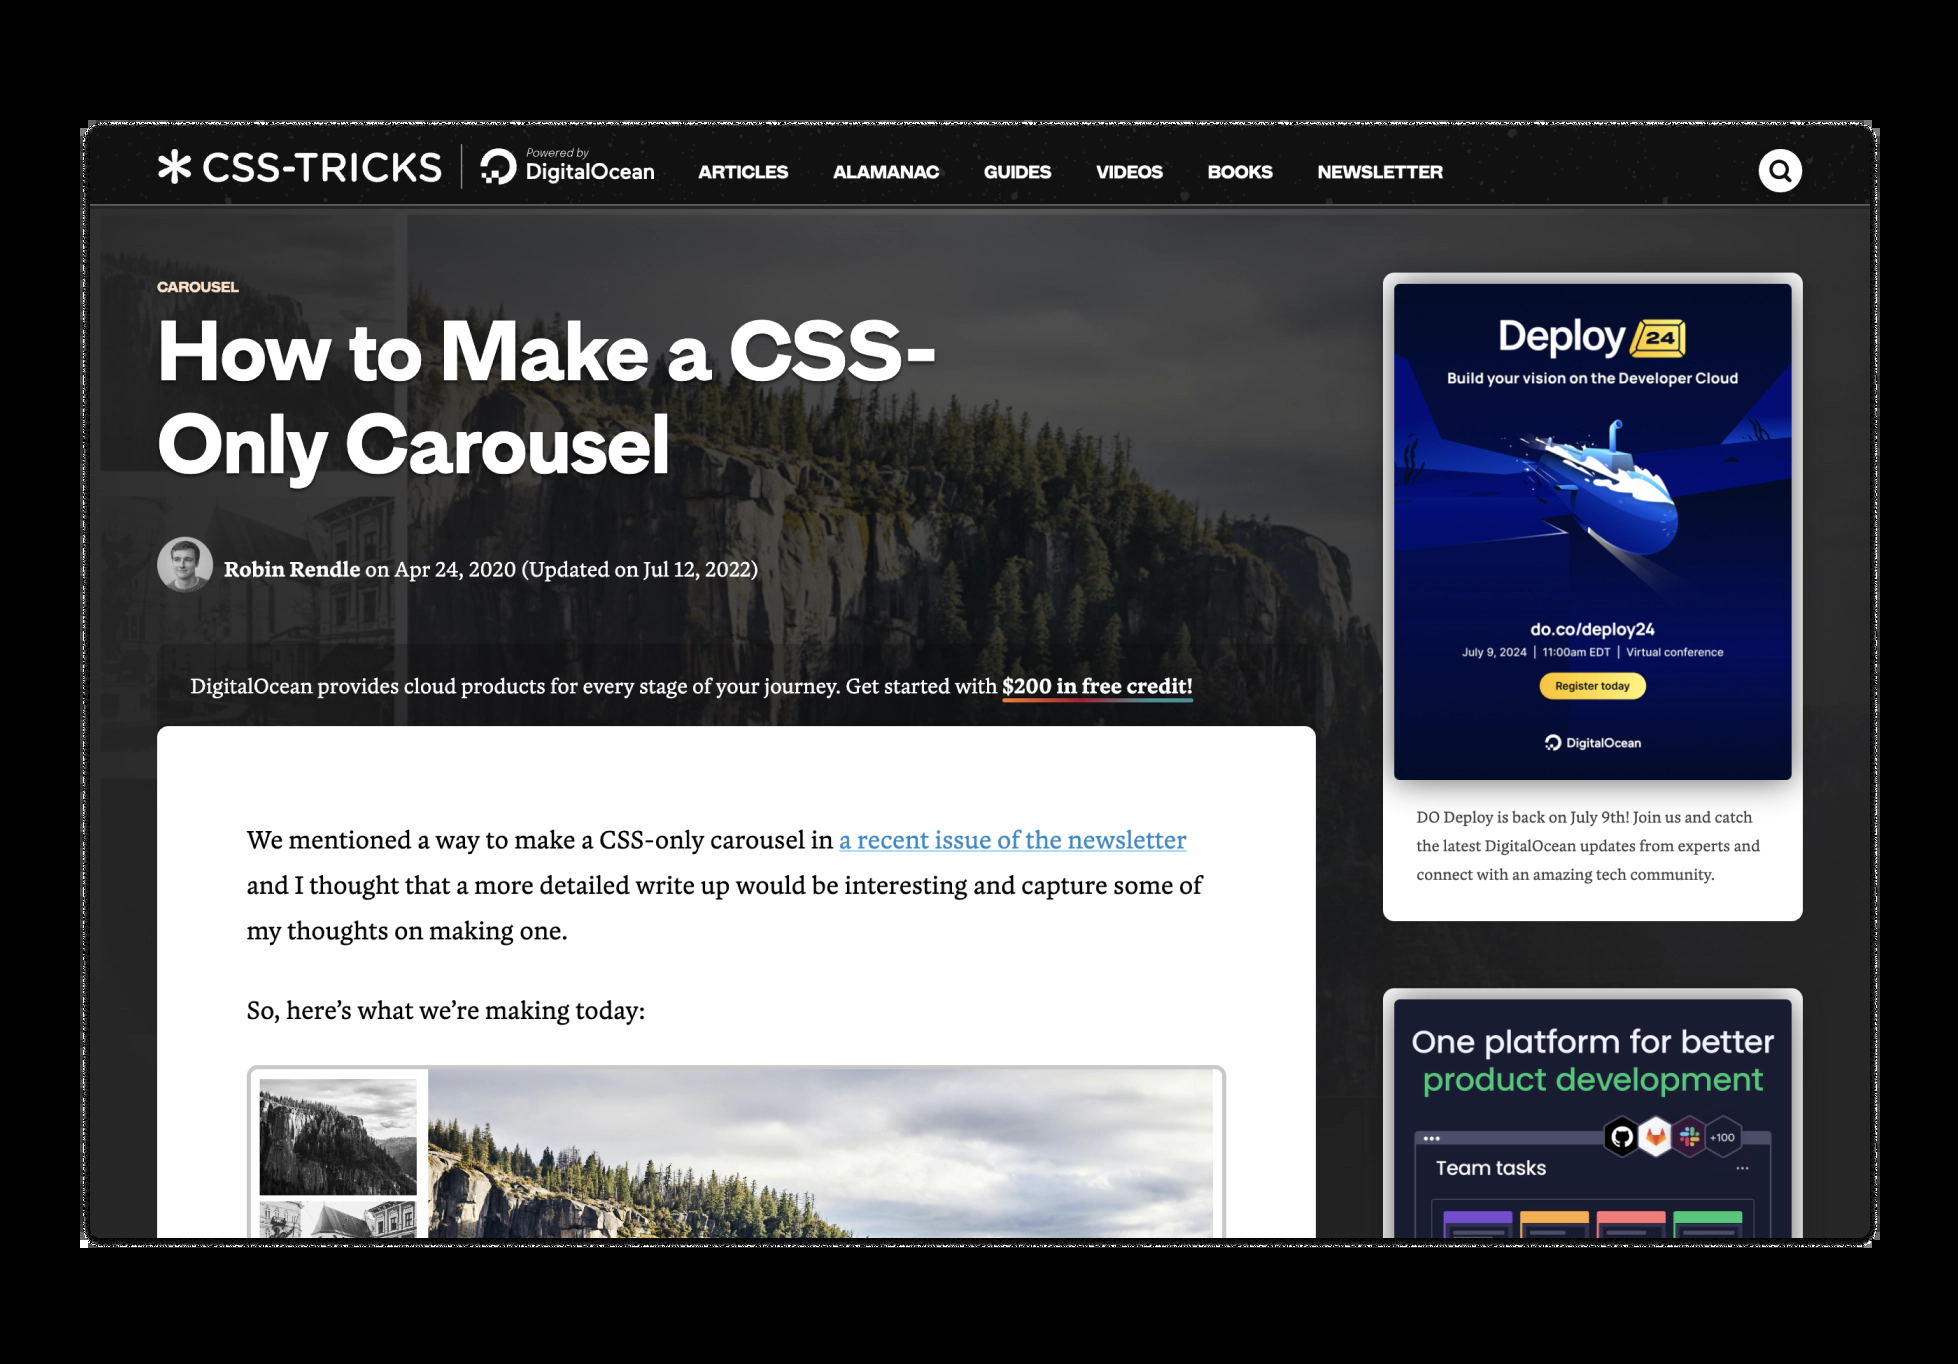 CSS-TRICKS
Powered by
DigitalOcean
ARTICLES
ALAMANAC
GUIDES
VIDEOS
BOOKS
NEWSLETTER
CAROUSEL
How to Make a CSS-
Only Carousel
Robin Rendle on Apr 24, 2020 (Updated on Jul 12, 2022)
DigitalOcean provides cloud products for every stage of your journey. Get started with $200 in free credit!
We mentioned a way to make a CSS-only carousel in a recent issue of the newsletter
and I thought that a more detailed write up would be interesting and capture some of
my thoughts on making one.
So, here’s what we’re making today:
Deploy 24
Build your vision on the Developer Cloud
do.co/deploy24
July 9, 2024 | 11:00am EDT | Virtual conference
Register today
DigitalOcean
DO Deploy is back on July 9th! Join us and catch
the latest DigitalOcean updates from experts and
connect with an amazing tech community.
One platform for better
product development
+100
Team tasks